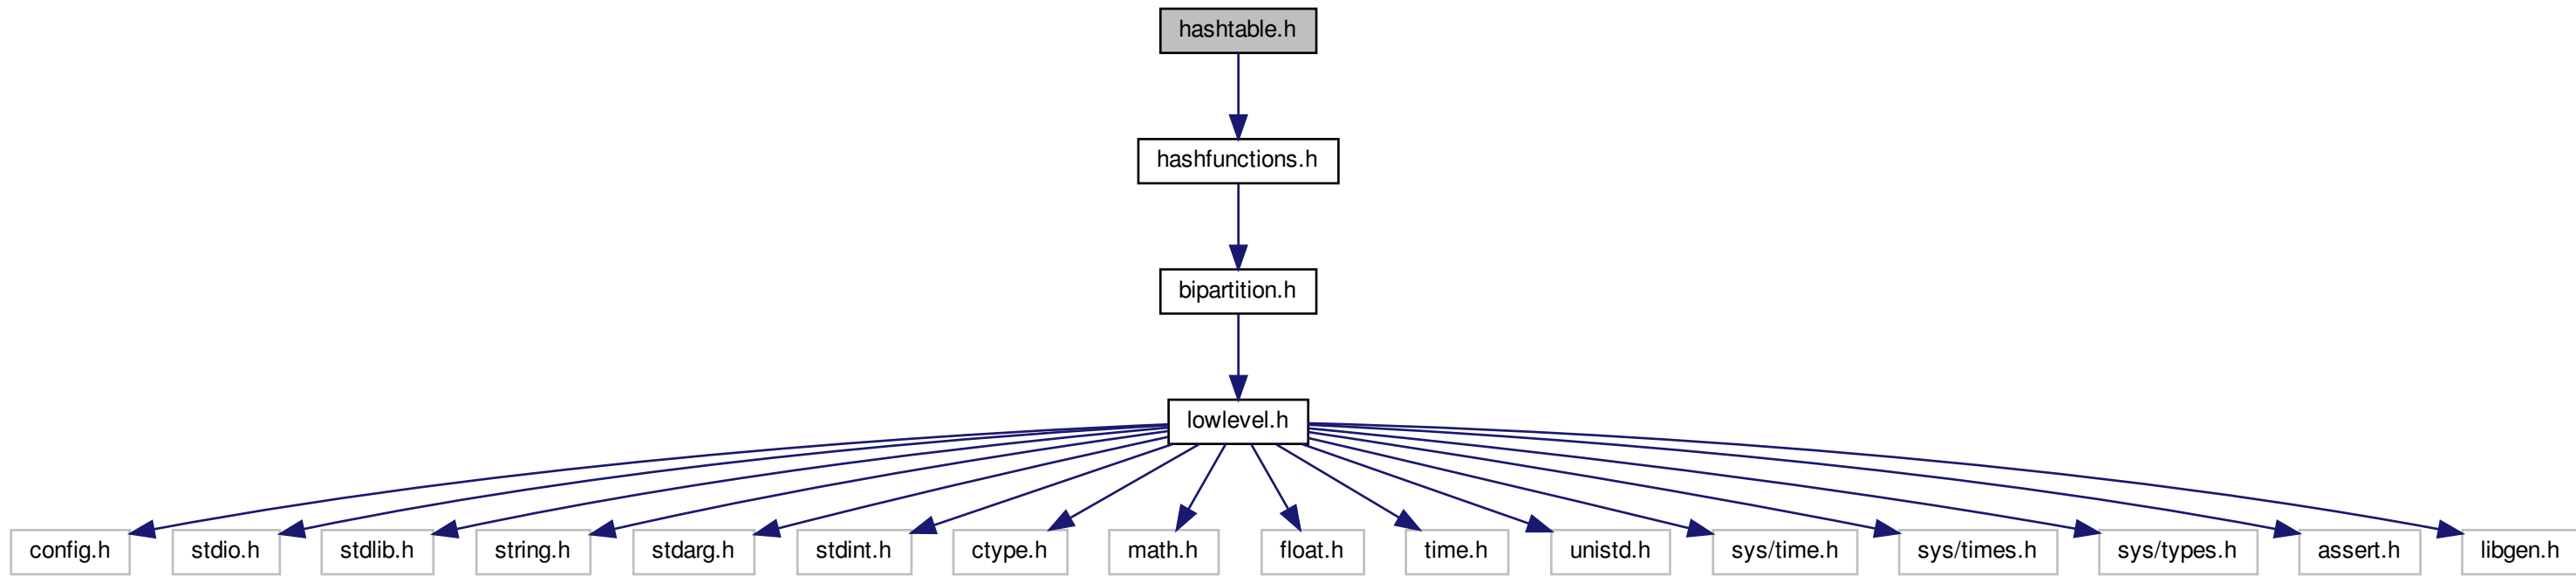 hashtable.h
hashfunctions.h
bipartition.h
lowlevel.h
config.h
stdio.h
stdlib.h
string.h
stdarg.h
stdint.h
ctype.h
math.h
float.h
time.h
unistd.h
sys/time.h
sys/times.h
sys/types.h
assert.h
libgen.h